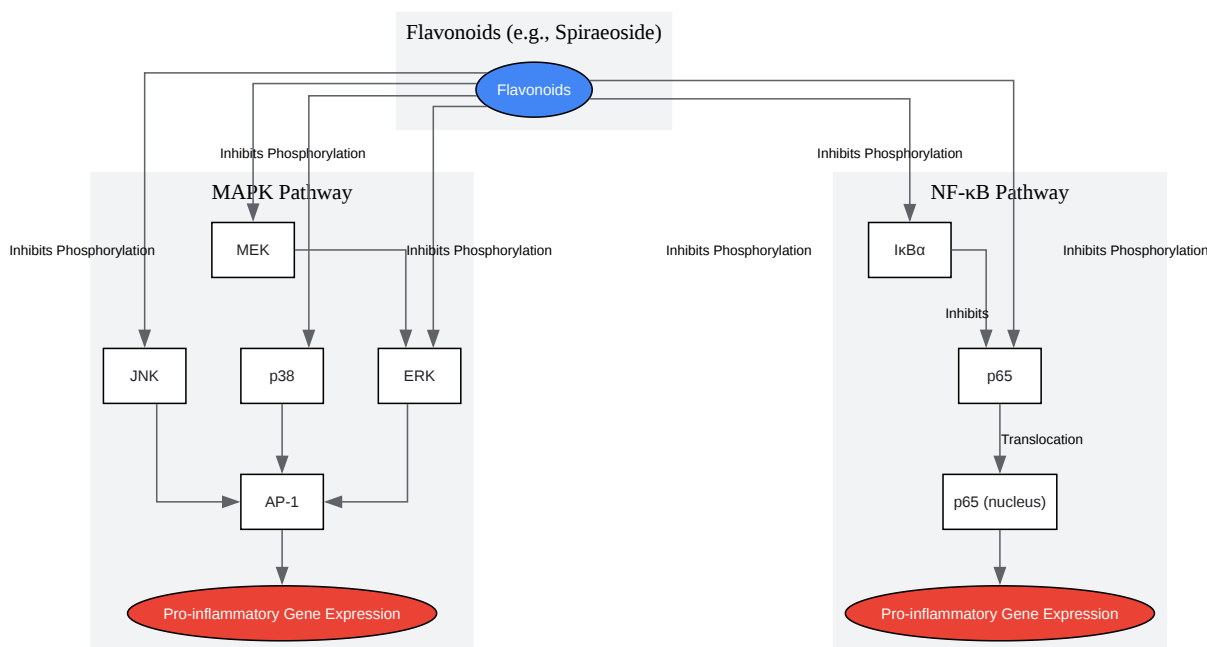 Flavonoids (e.g., Spiraeoside)
Flavonoids
Inhibits Phosphorylation
Inhibits Phosphorylation
MAPK Pathway
NF-κB Pathway
Inhibits Phosphorylation
MEK
Inhibits Phosphorylation
Inhibits Phosphorylation
IκBα
Inhibits Phosphorylation
Inhibits
JNK
p38
ERK
p65
Translocation
AP-1
p65 (nucleus)
Pro-inflammatory Gene Expression
Pro-inflammatory Gene Expression